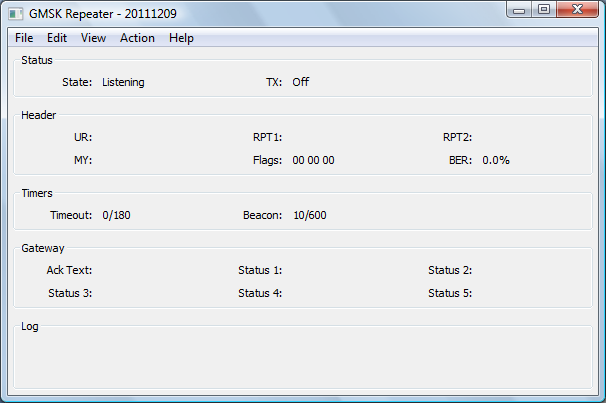 GMSK Repeater - 20111209
File Edit View Action Help
Status
State: Listening TX: Off
Header
UR: RPT1: RPT2:
MY: Flags: 00 00 00 BER: 0.0%
Timers
Timeout: 0/180 Beacon: 10/600
Gateway
Ack Text: Status 1: Status 2:
Status 3: Status 4: Status 5:
Log